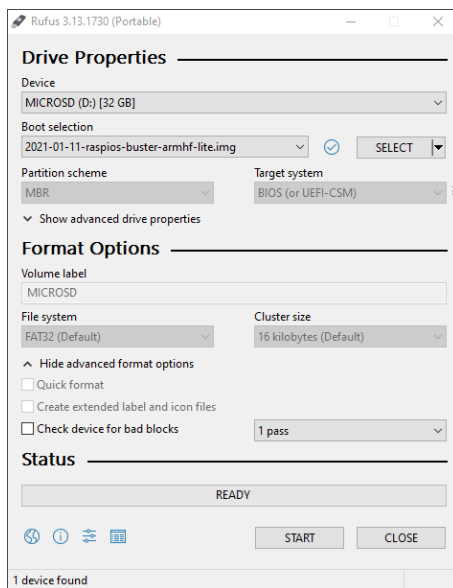 Rufus 3.13.1730 (Portable)
Drive Properties
Device
MICROSD (D:) [32 GB]
Boot selection
2021-01-11-raspios-buster-armhf-lite.img
SELECT
Partition scheme
Target system
MBR
BIOS (or UEFI-CSM)
Show advanced drive properties
Format Options
Volume label
MICROSD
File system
Cluster size
FAT32 (Default)
16 kilobytes (Default)
Hide advanced format options
Quick format
Create extended label and icon files
Check device for bad blocks
1 pass
Status
READY
START
CLOSE
1 device found